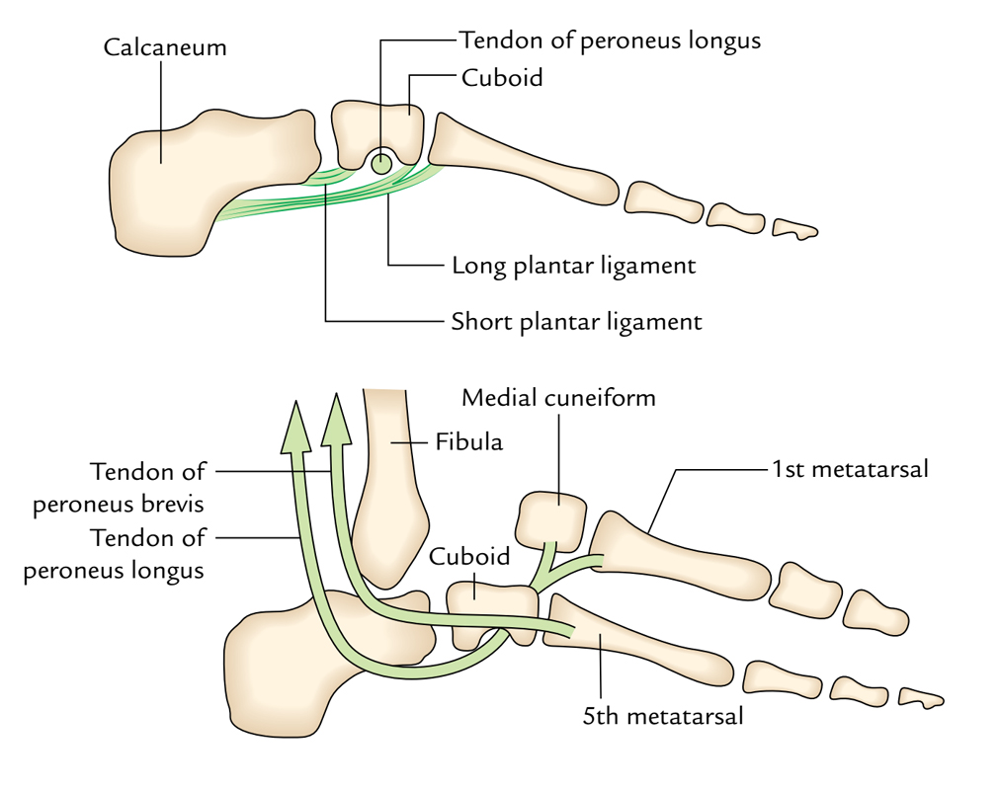 Calcaneum
Tendon of peroneus longus
Cuboid
Long plantar ligament
Short plantar ligament
Medial cuneiform
Fibula
1st metatarsal
Tendon of
peroneus brevis
Tendon of
peroneus longus
Cuboid
5th metatarsal